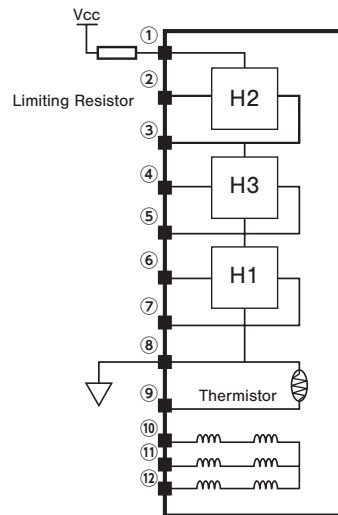 Vcc
①
②
H2
Limiting Resistor
③
④
H3
⑤
⑥
H1
⑦
⑧
⑨
Thermistor
⑩
⑪
⑫